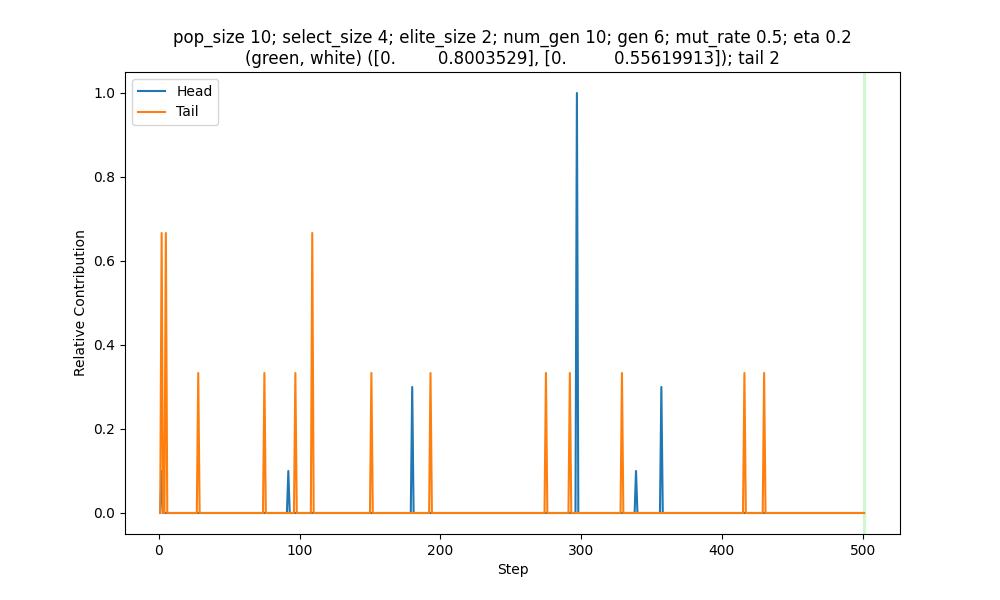 pop_size 10; select_size 4; elite_size 2; num_gen 10; gen 6; mut_rate 0.5; eta 0.2
(green, white) ([0. 0.8003529], [0. 0.55619913]); tail 2
Head
Tail
1.0
0.8
0.6
0.4
0.2
0.0
Relative Contribution
0
100
200
300
400
500
Step